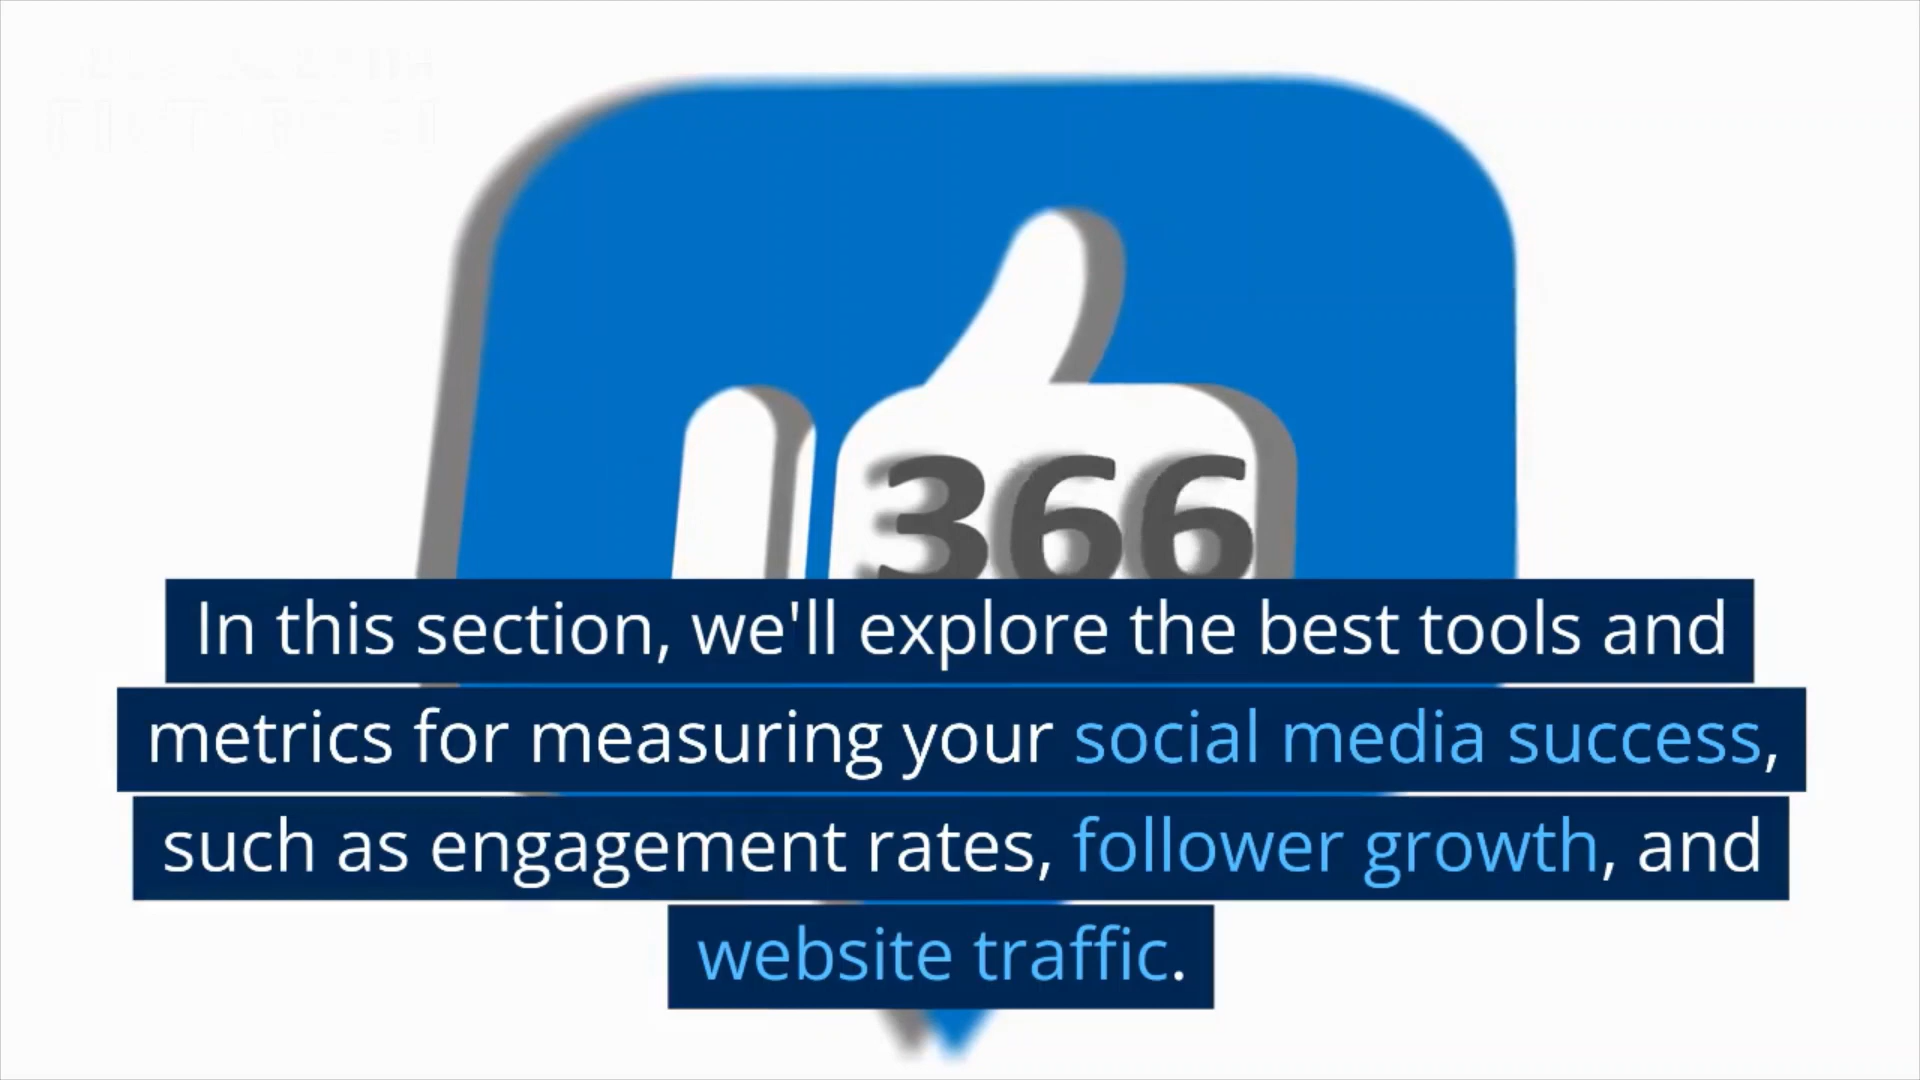 366
In this section, we'll explore the best tools and
metrics for measuring your social media success,
such as engagement rates, follower growth, and
website traffic.